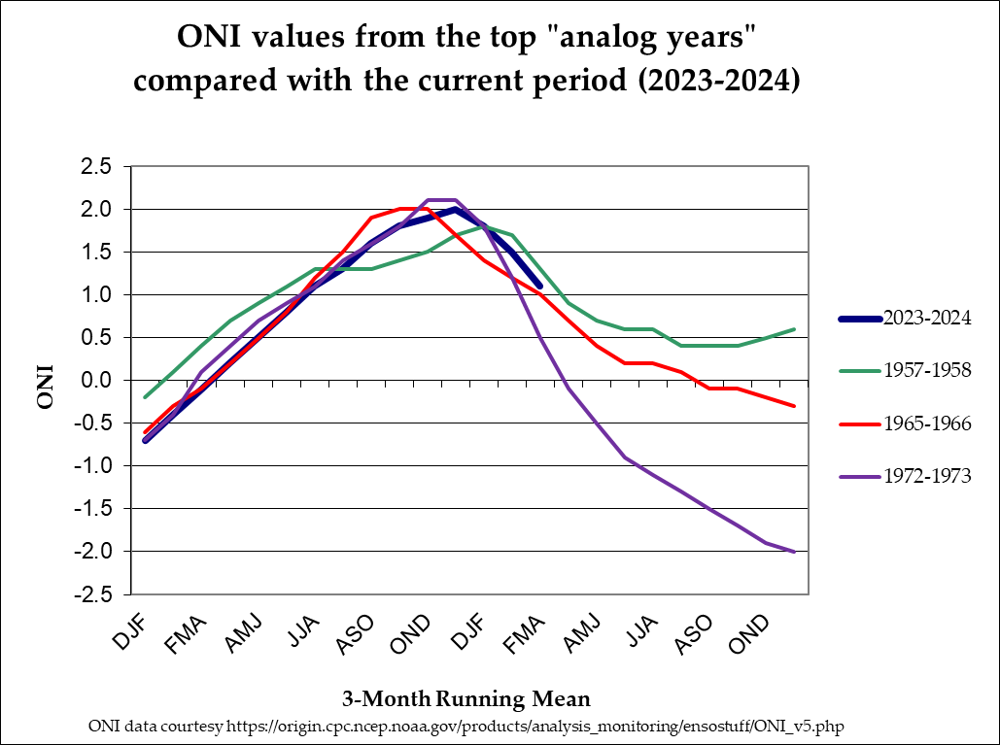 ONI values from the top "analog years"
compared with the current period (2023-2024)
2.5
2.0
1.5
1.0
0.5
0.0
-0.5
-1.0
-1.5
-2.0
-2.5
ONI
DJF
FMA
AMJ
JJA
ASO
OND
DJF
FMA
AMJ
JJA
ASO
OND
2023-2024
1957-1958
1965-1966
1972-1973
3-Month Running Mean
ONI data courtesy https://origin.cpc.ncep.noaa.gov/products/analysis_monitoring/ensostuff/ONI_v5.php